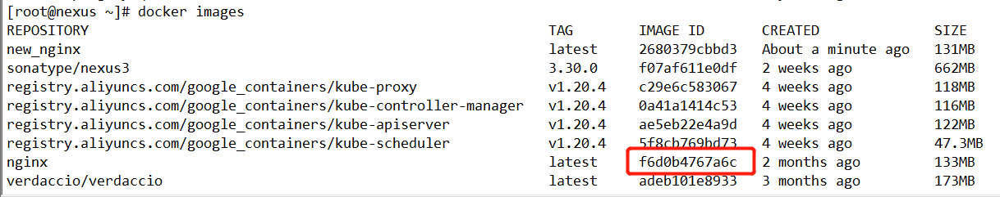 [root@nexus ~]# docker images
REPOSITORY TAG IMAGE ID CREATED SIZE
new_nginx latest 2680379cbbd3 About a minute ago 131MB
sonatype/nexus3 3.30.0 f07af611e0df 2 weeks ago 662MB
registry.aliyuncs.com/google_containers/kube-proxy v1.20.4 c29e6c583067 4 weeks ago 118MB
registry.aliyuncs.com/google_containers/kube-controller-manager v1.20.4 0a41a1414c53 4 weeks ago 116MB
registry.aliyuncs.com/google_containers/kube-apiserver v1.20.4 ae5eb22e4a9d 4 weeks ago 122MB
registry.aliyuncs.com/google_containers/kube-scheduler v1.20.4 5f8cb769bd73 4 weeks ago 47.3MB
nginx latest f6d0b4767a6c 2 months ago 133MB
verdaccio/verdaccio latest adeb101e8933 3 months ago 173MB